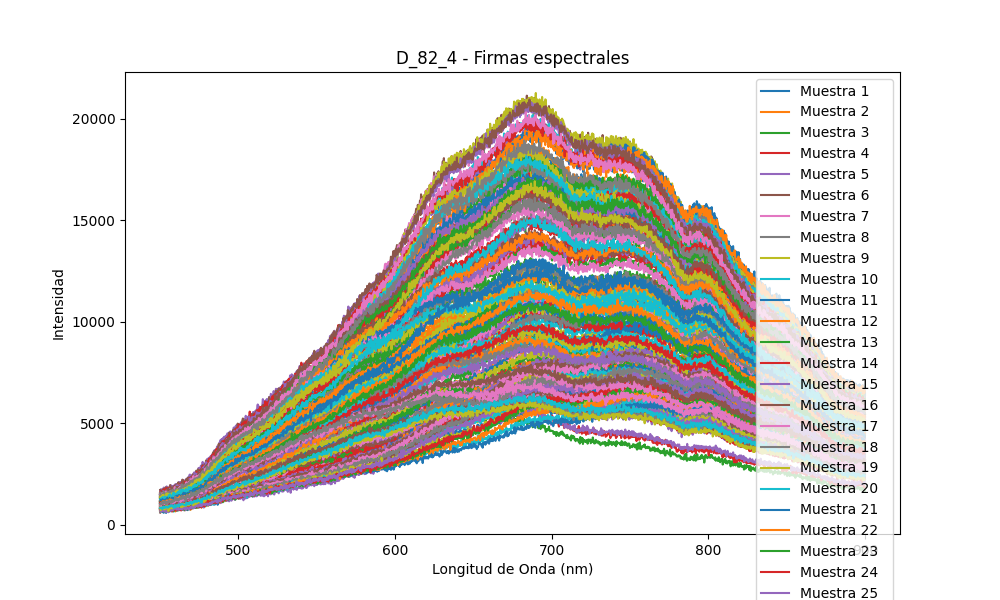 D_82_4 - Firmas espectrales
Intensidad
20000
15000
10000
5000
0
500
600
700
800
Longitud de Onda (nm)
Muestra 1
Muestra 2
Muestra 3
Muestra 4
Muestra 5
Muestra 6
Muestra 7
Muestra 8
Muestra 9
Muestra 10
Muestra 11
Muestra 12
Muestra 13
Muestra 14
Muestra 15
Muestra 16
Muestra 17
Muestra 18
Muestra 19
Muestra 20
Muestra 21
Muestra 22
Muestra 23
Muestra 24
Muestra 25